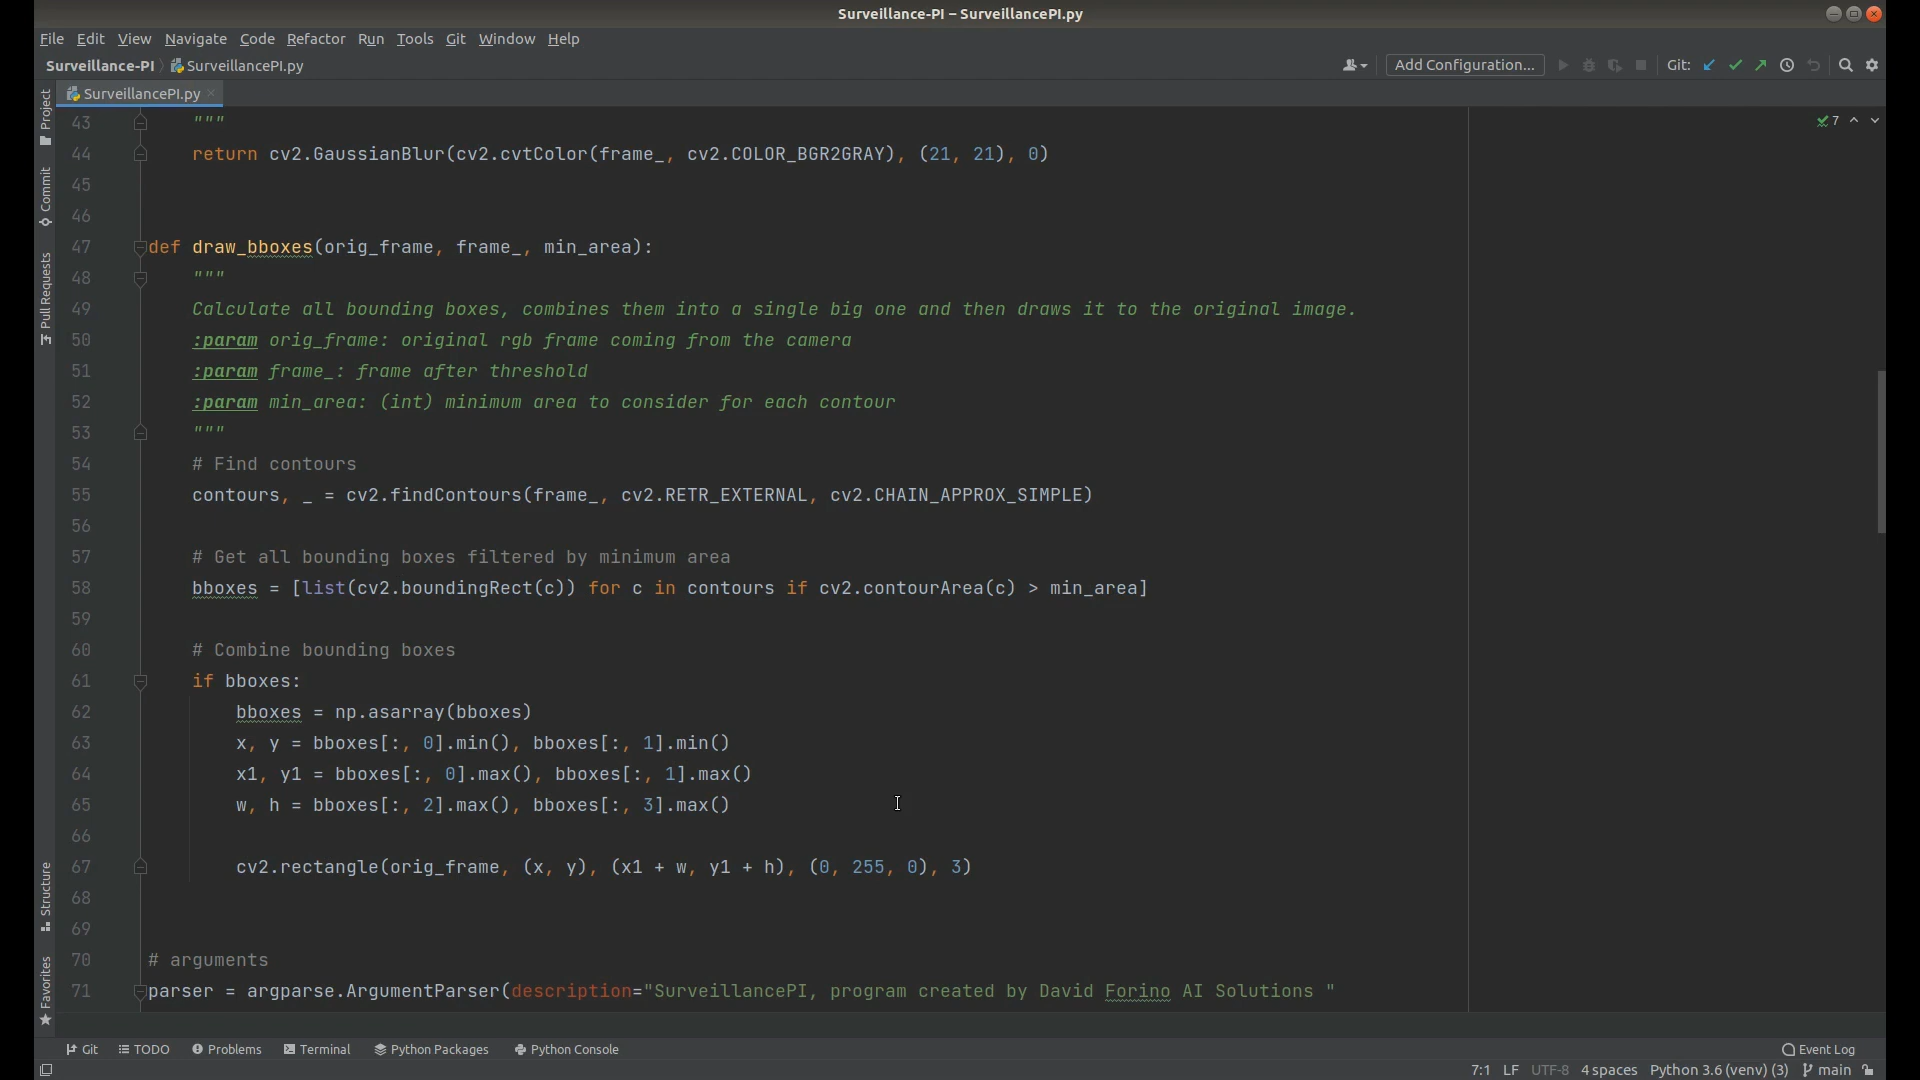 Surveillance-PI – SurveillancePI.py
File Edit View Navigate Code Refactor Run Tools Git Window Help
Surveillance-PI SurveillancePI.py Add Configuration... Git:
SurveillancePI.py
Project
Commit
Pull Requests
Structure
Favorites
7
43 """
44 return cv2.GaussianBlur(cv2.cvtColor(frame_, cv2.COLOR_BGR2GRAY), (21, 21), 0)
45
46
47 def draw_bboxes(orig_frame, frame_, min_area):
48 """
49 Calculate all bounding boxes, combines them into a single big one and then draws it to the original image.
50 :param orig_frame: original rgb frame coming from the camera
51 :param frame_: frame after threshold
52 :param min_area: (int) minimum area to consider for each contour
53 """
54 # Find contours
55 contours, _ = cv2.findContours(frame_, cv2.RETR_EXTERNAL, cv2.CHAIN_APPROX_SIMPLE)
56
57 # Get all bounding boxes filtered by minimum area
58 bboxes = [list(cv2.boundingRect(c)) for c in contours if cv2.contourArea(c) > min_area]
59
60 # Combine bounding boxes
61 if bboxes:
62 bboxes = np.asarray(bboxes)
63 x, y = bboxes[:, 0].min(), bboxes[:, 1].min()
64 x1, y1 = bboxes[:, 0].max(), bboxes[:, 1].max()
65 w, h = bboxes[:, 2].max(), bboxes[:, 3].max()
66
67 cv2.rectangle(orig_frame, (x, y), (x1 + w, y1 + h), (0, 255, 0), 3)
68
69
70 # arguments
71 parser = argparse.ArgumentParser(description="SurveillancePI, program created by David Forino AI Solutions "
Git TODO Problems Terminal Python Packages Python Console Event Log
7:1 LF UTF-8 4 spaces Python 3.6 (venv) (3) main